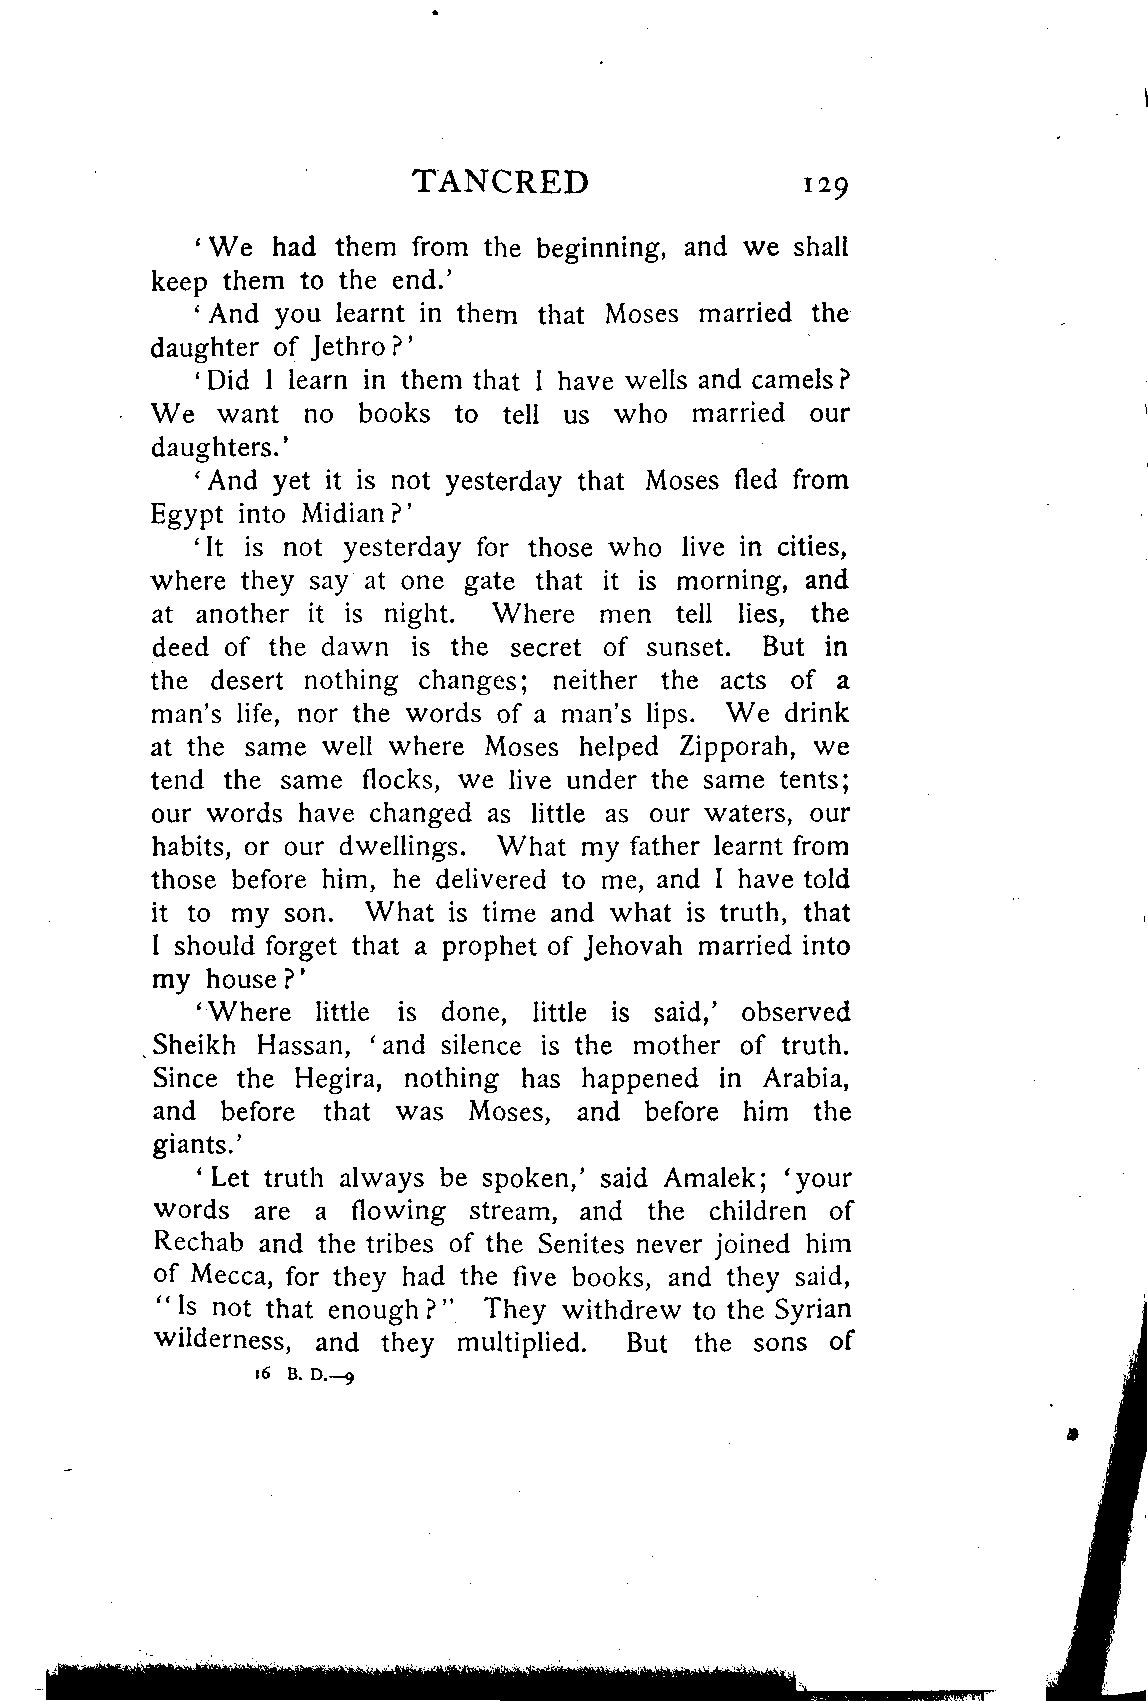 TANCRED 129
‘We had them from the beginning, and we shall
keep them to the end.’
‘And you learnt in them that Moses married the
daughter of Jethro?’
‘Did I learn in them that I have wells and camels?
We want no books to tell us who married our
daughters.’
‘And yet it is not yesterday that Moses fled from
Egypt into Midian?’
‘It is not yesterday for those who live in cities,
where they say at one gate that it is morning, and
at another it is night. Where men tell lies, the
deed of the dawn is the secret of sunset. But in
the desert nothing changes; neither the acts of a
man's life, nor the words of a man's lips. We drink
at the same well where Moses helped Zipporah, we
tend the same flocks, we live under the same tents;
our words have changed as little as our waters, our
habits, or our dwellings. What my father learnt from
those before him, he delivered to me, and I have told
it to my son. What is time and what is truth, that
I should forget that a prophet of Jehovah married into
my house?’
‘Where little is done, little is said,’ observed
Sheikh Hassan, ‘and silence is the mother of truth.
Since the Hegira, nothing has happened in Arabia,
and before that was Moses, and before him the
giants.’
‘Let truth always be spoken,’ said Amalek; ‘your
words are a flowing stream, and the children of
Rechab and the tribes of the Senites never joined him
of Mecca, for they had the five books, and they said,
“Is not that enough?” They withdrew to the Syrian
wilderness, and they multiplied. But the sons of
16 B. D.—9